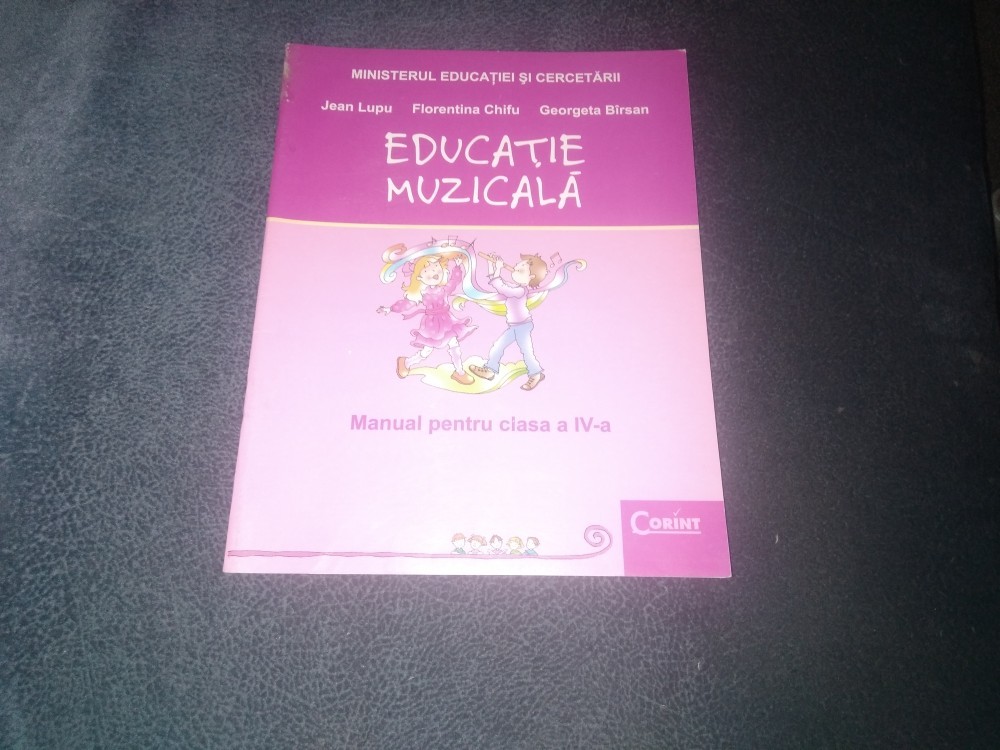 MINISTERUL EDUCAȚIEI ȘI CERCETĂRII
Jean Lupu Florentina Chifu Georgeta Bîrsan
EDUCAȚIE
MUZICALĂ
Manual pentru clasa a IV-a
CORINT